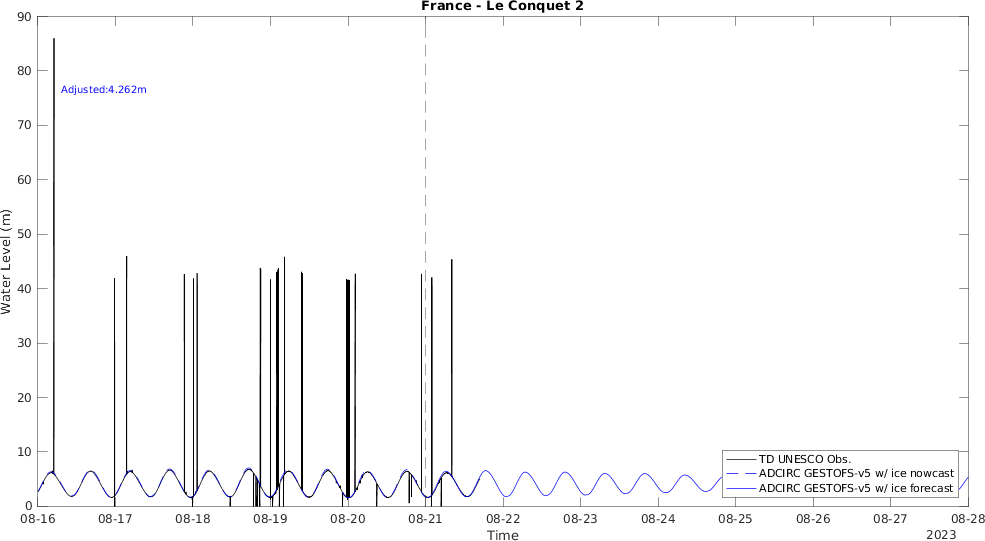 France - Le Conquet 2
90
80
70
60
50
40
30
20
10
0
Water Level (m)
Adjusted:4.262m
TD UNESCO Obs.
ADCIRC GESTOFS-v5 w/ ice nowcast
ADCIRC GESTOFS-v5 w/ ice forecast
08-16 08-17 08-18 08-19 08-20 08-21 08-22 08-23 08-24 08-25 08-26 08-27 08-28
Time
2023